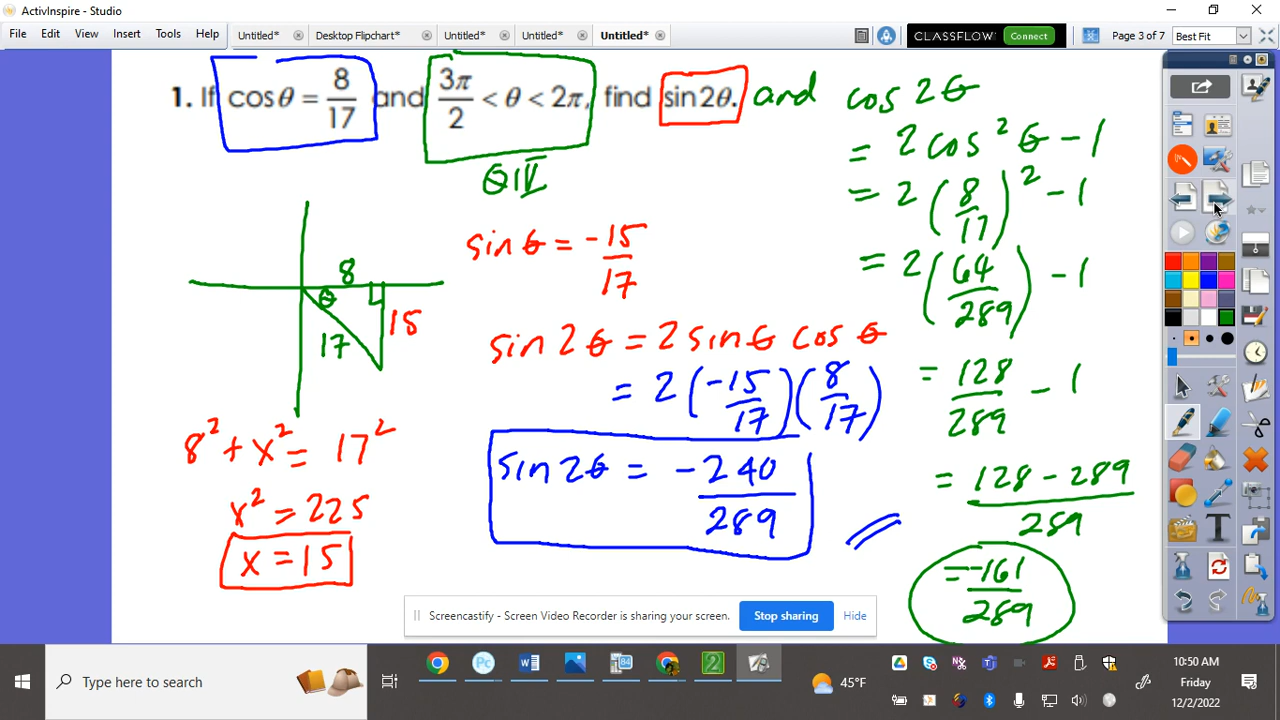 ActivInspire - Studio
File Edit View Insert Tools Help Untitled* Desktop Flipchart* Untitled* Untitled* Untitled* CLASSFLOW Connect Page 3 of 7 Best Fit
1. If cosθ = 8/17 and 3π/2 < θ < 2π, find sin2θ. and cos 2θ
QIV
= 2cos²θ - 1
= 2(8/17)² - 1
= 2(64/289) - 1
= 128/289 - 1
= 128 - 289/289
= -161/289
8
θ
17
15
8² + x² = 17²
x² = 225
x = 15
sin θ = -15/17
sin 2θ = 2 sin θ cos θ
= 2(-15/17)(8/17)
sin 2θ = -240/289
Screencastify - Screen Video Recorder is sharing your screen. Stop sharing Hide
Type here to search
45°F
10:50 AM
Friday
12/2/2022